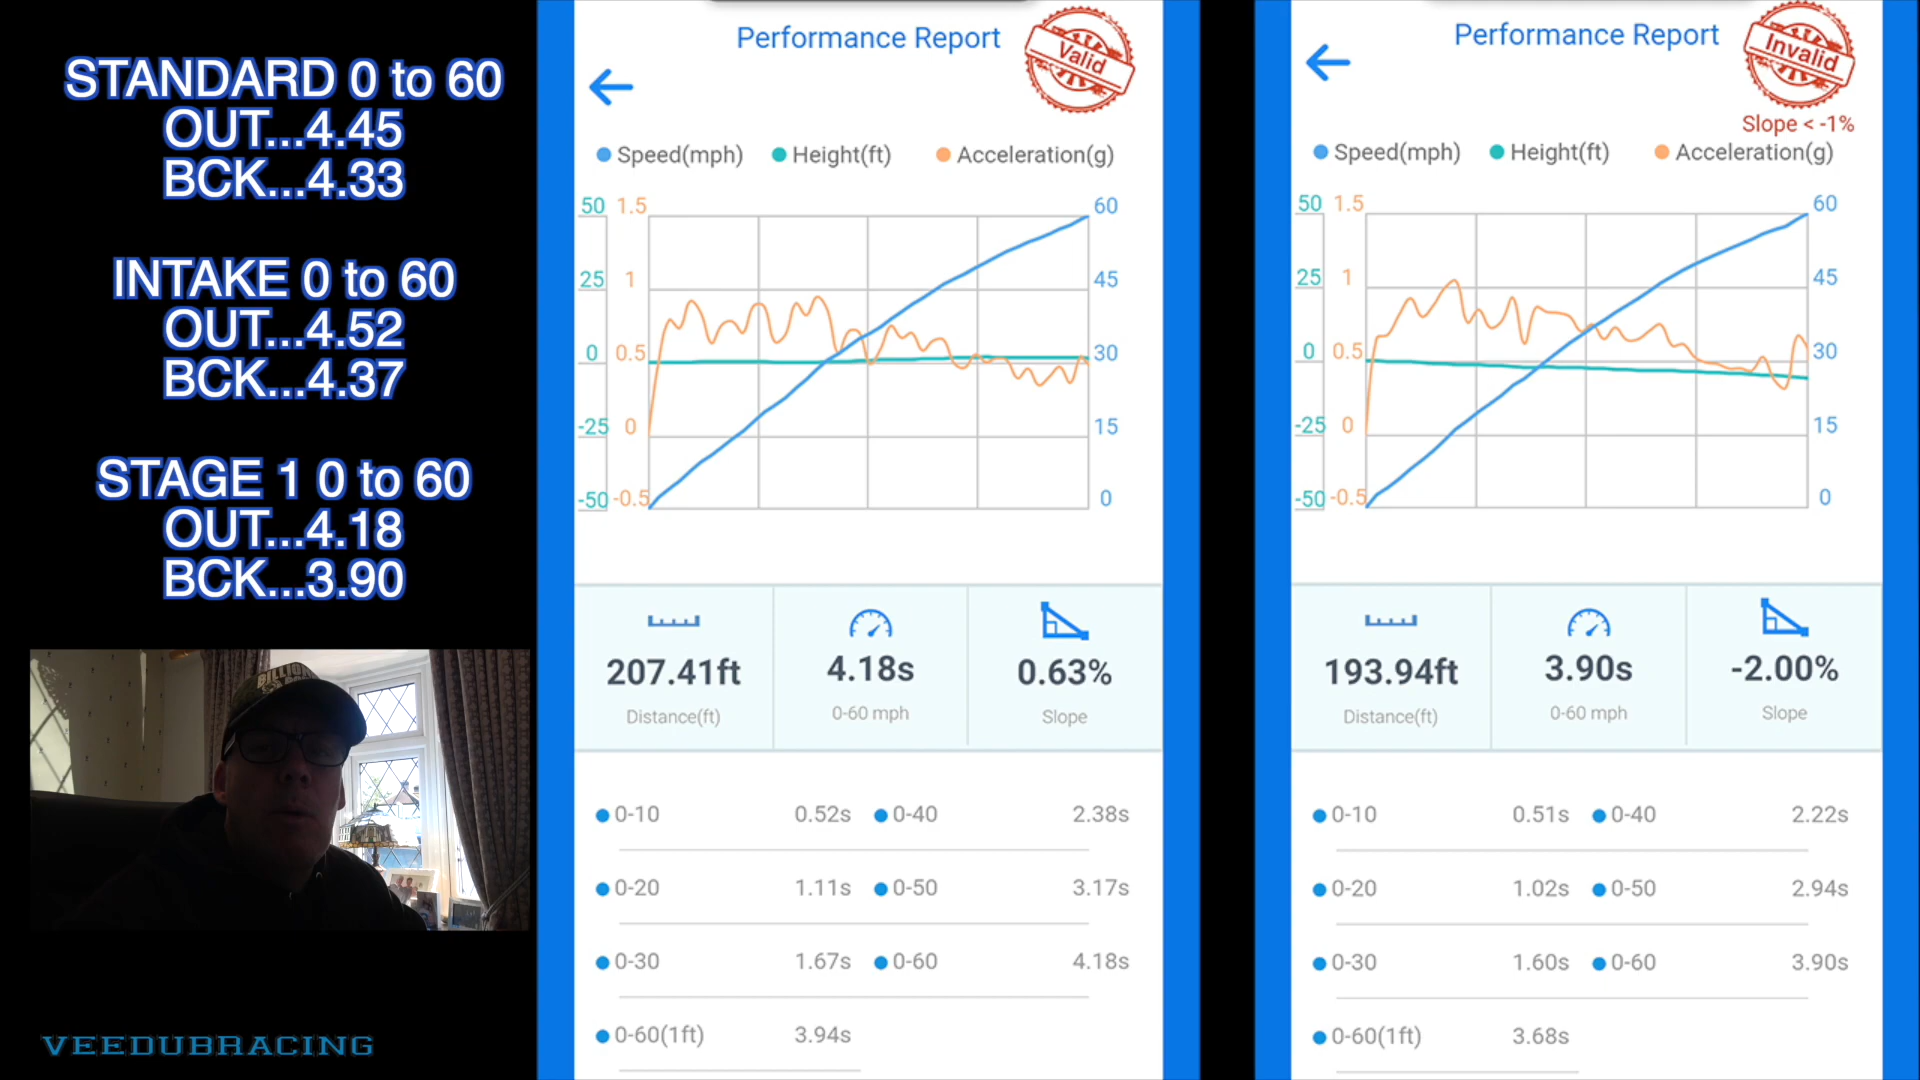 STANDARD 0 to 60
OUT...4.45
BCK...4.33
INTAKE 0 to 60
OUT...4.52
BCK...4.37
STAGE 1 0 to 60
OUT...4.18
BCK...3.90
BILLION
VEEDUBRACING
Performance Report
Valid
Speed(mph) Height(ft) Acceleration(g)
50 1.5 60
25 1 45
0 0.5 30
-25 0 15
-50 -0.5 0
207.41ft 4.18s 0.63%
Distance(ft) 0-60 mph Slope
0-10 0.52s 0-40 2.38s
0-20 1.11s 0-50 3.17s
0-30 1.67s 0-60 4.18s
0-60(1ft) 3.94s
Performance Report
Invalid
Slope < -1%
Speed(mph) Height(ft) Acceleration(g)
50 1.5 60
25 1 45
0 0.5 30
-25 0 15
-50 -0.5 0
193.94ft 3.90s -2.00%
Distance(ft) 0-60 mph Slope
0-10 0.51s 0-40 2.22s
0-20 1.02s 0-50 2.94s
0-30 1.60s 0-60 3.90s
0-60(1ft) 3.68s